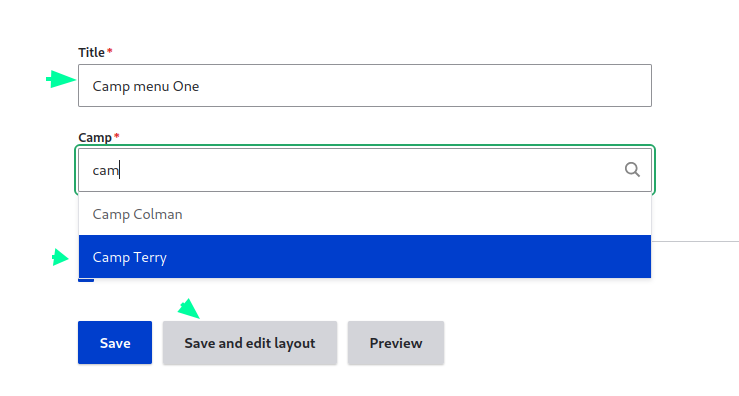 Title*
Camp menu One
Camp*
cam
Camp Colman
Camp Terry
Save
Save and edit layout
Preview